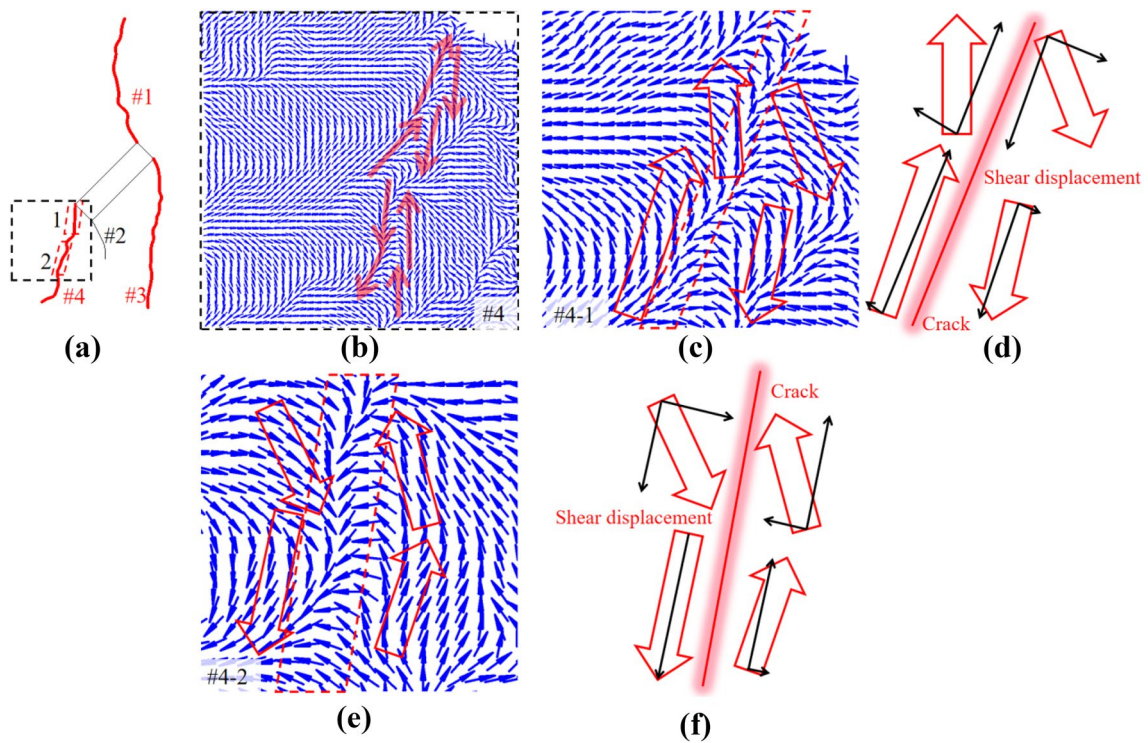 #1
1
#2
2
#4
#3
(a)
#4
(b)
#4-1
(c)
Shear displacement
Crack
(d)
#4-2
(e)
Crack
Shear displacement
(f)